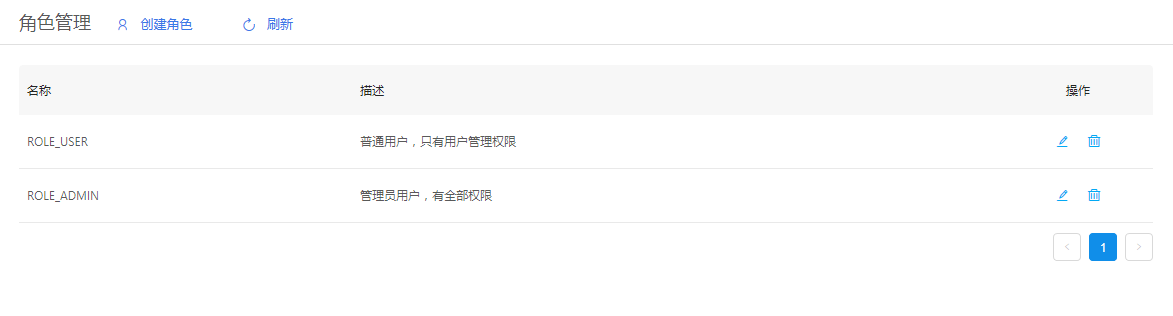 角色管理 创建角色 刷新
名称 描述 操作
ROLE_USER 普通用户，只有用户管理权限
ROLE_ADMIN 管理员用户，有全部权限
< 1 >